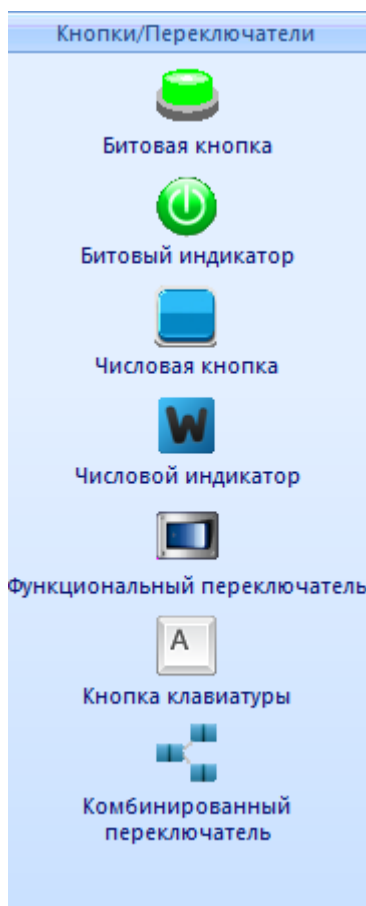 Кнопки/Переключатели
Битовая кнопка
Битовый индикатор
Числовая кнопка
W
Числовой индикатор
Функциональный переключатель
A
Кнопка клавиатуры
Комбинированный
переключатель